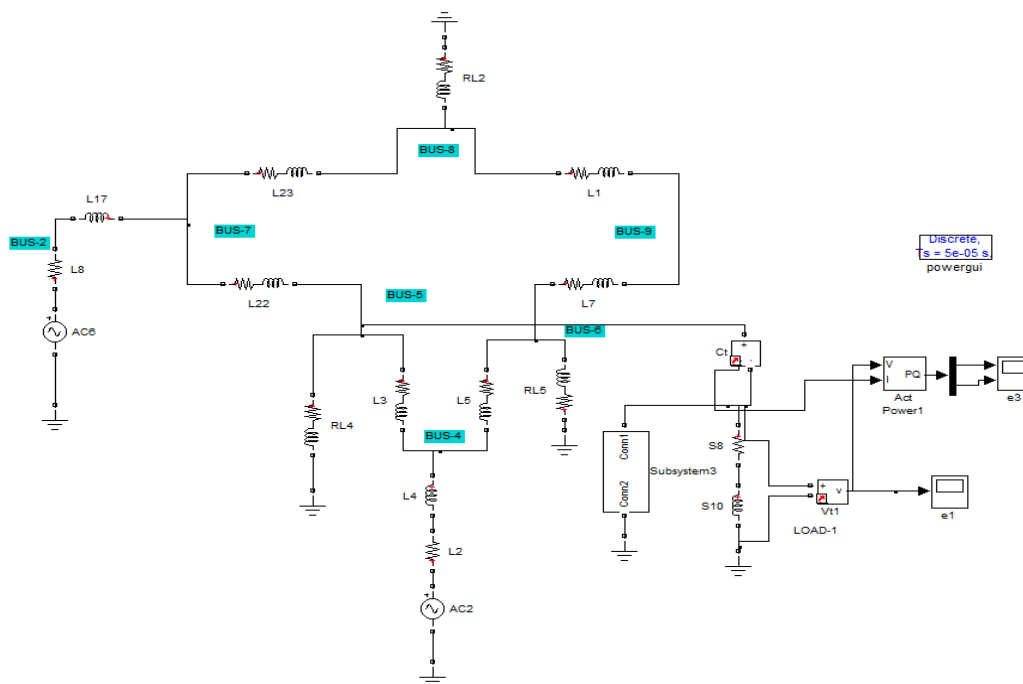 RL2
BUS-8
L23
L1
L17
BUS-7
BUS-9
BUS-2
L8
Discrete,
Ts = 5e-05 s.
powergui
L22
BUS-5
L7
AC6
BUS-6
+
Ct
+
-
V
I
PQ
Act
Power1
e3
L3
L5
RL5
RL4
BUS-4
S8
Conn1
Conn2
Subsystem3
+
-
v
Vt1
e1
L4
S10
LOAD-1
L2
+
AC2